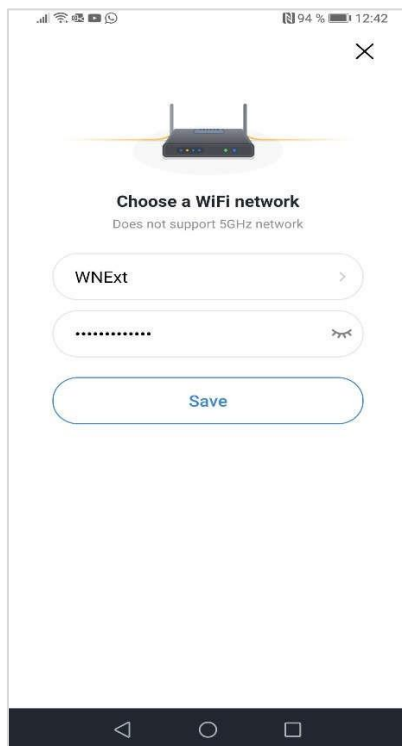 94 % 12:42
Choose a WiFi network
Does not support 5GHz network
WNExt
•••••••••••••
Save